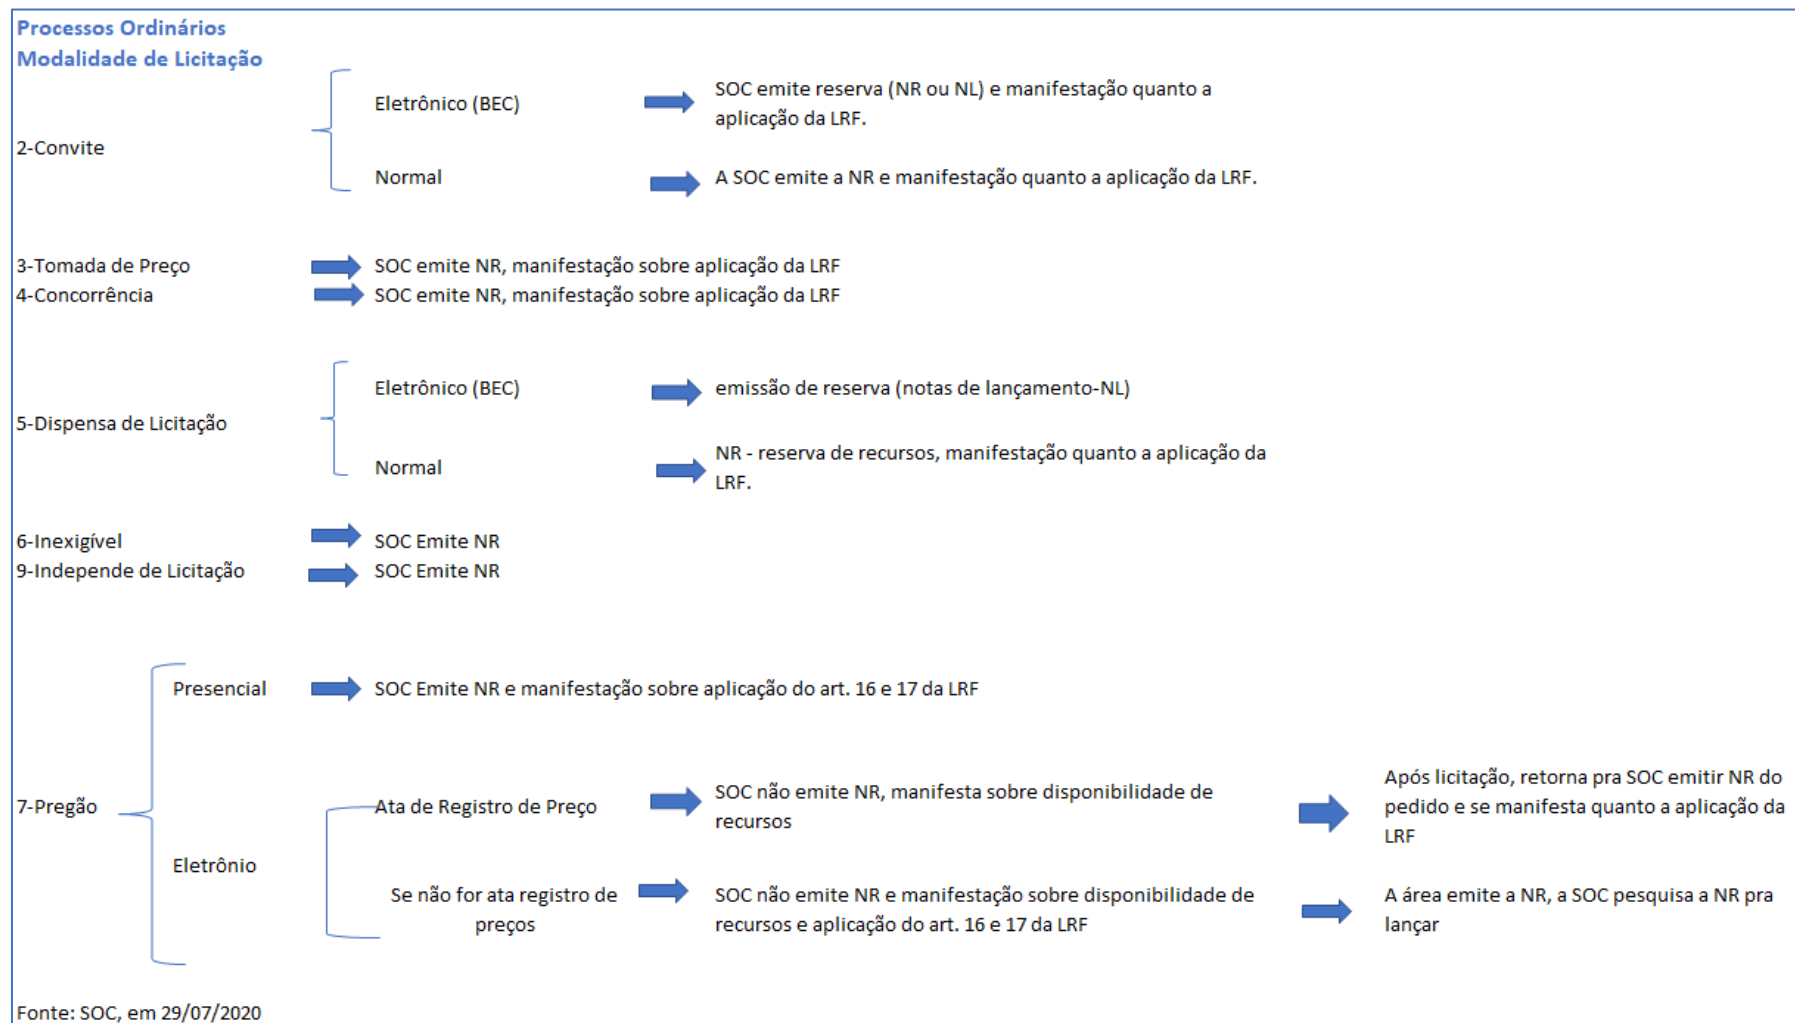 Processos Ordinários
Modalidade de Licitação
2-Convite
Eletrônico (BEC)
SOC emite reserva (NR ou NL) e manifestação quanto a
aplicação da LRF.
Normal
A SOC emite a NR e manifestação quanto a aplicação da LRF.
3-Tomada de Preço
SOC emite NR, manifestação sobre aplicação da LRF
4-Concorrência
SOC emite NR, manifestação sobre aplicação da LRF
5-Dispensa de Licitação
Eletrônico (BEC)
emissão de reserva (notas de lançamento-NL)
Normal
NR - reserva de recursos, manifestação quanto a aplicação da
LRF.
6-Inexigível
SOC Emite NR
9-Independe de Licitação
SOC Emite NR
7-Pregão
Presencial
SOC Emite NR e manifestação sobre aplicação do art. 16 e 17 da LRF
Eletrônio
Ata de Registro de Preço
SOC não emite NR, manifesta sobre disponibilidade de
recursos
Após licitação, retorna pra SOC emitir NR do
pedido e se manifesta quanto a aplicação da
LRF
Se não for ata registro de
preços
SOC não emite NR e manifestação sobre disponibilidade de
recursos e aplicação do art. 16 e 17 da LRF
A área emite a NR, a SOC pesquisa a NR pra
lançar
Fonte: SOC, em 29/07/2020